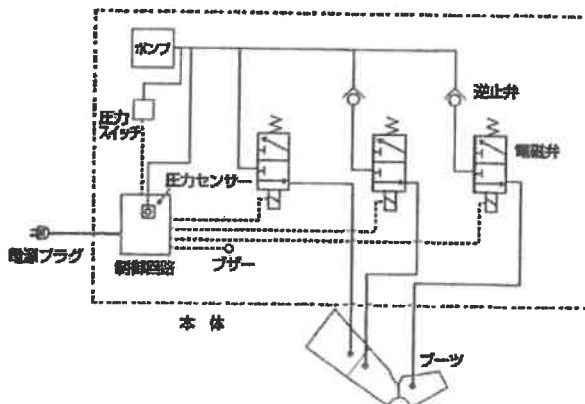 ポンプ
逆止弁
圧力
スイッチ
電磁弁
圧力センサー
電源プラグ
制御回路
ブザー
本体
ブーツ